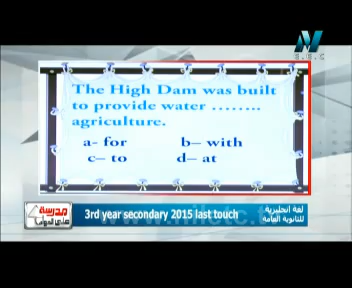 The High Dam was built
to provide water ........
agriculture.
a- for b– with
c– to d– at
مدرسة
على الهواء
3rd year secondary 2015 last touch
لغة إنجليزية
للثانوية العامة